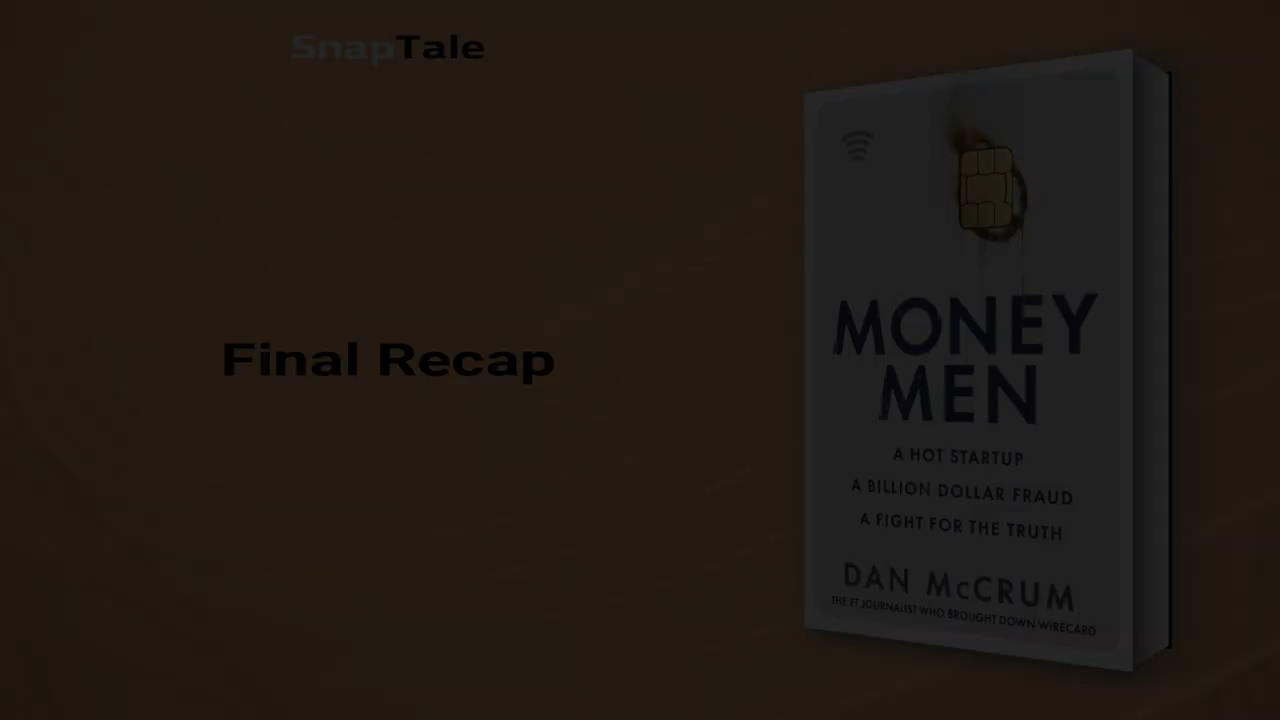 SnapTale
Final Recap
MONEY
MEN
A HOT STARTUP
A BILLION DOLLAR FRAUD
A FIGHT FOR THE TRUTH
DAN McCRUM
THE FT JOURNALIST WHO BROUGHT DOWN WIRECARD